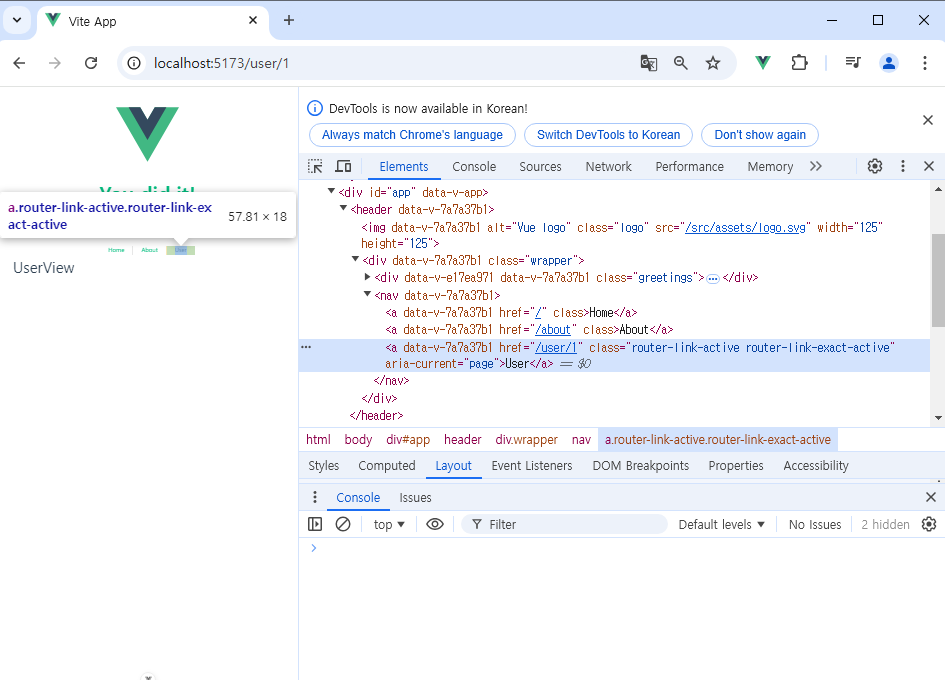 Vite App
localhost:5173/user/1
DevTools is now available in Korean!
Always match Chrome's language
Switch DevTools to Korean
Don't show again
Elements Console Sources Network Performance Memory
You did it!
a.router-link-active.router-link-ex
act-active
57.81 × 18
Home About User
UserView
<div id="app" data-v-app>
<header data-v-7a7a37b1>
<img data-v-7a7a37b1 alt="Vue logo" class="logo" src="/src/assets/logo.svg" width="125"
height="125">
<div data-v-7a7a37b1 class="wrapper">
<div data-v-e17ea971 data-v-7a7a37b1 class="greetings">…</div>
<nav data-v-7a7a37b1>
<a data-v-7a7a37b1 href="/" class>Home</a>
<a data-v-7a7a37b1 href="/about" class>About</a>
<a data-v-7a7a37b1 href="/user/1" class="router-link-active router-link-exact-active"
aria-current="page">User</a> == $0
</nav>
</div>
</header>
html body div#app header div.wrapper nav a.router-link-active.router-link-exact-active
Styles Computed Layout Event Listeners DOM Breakpoints Properties Accessibility
Console Issues
top Filter Default levels No Issues 2 hidden